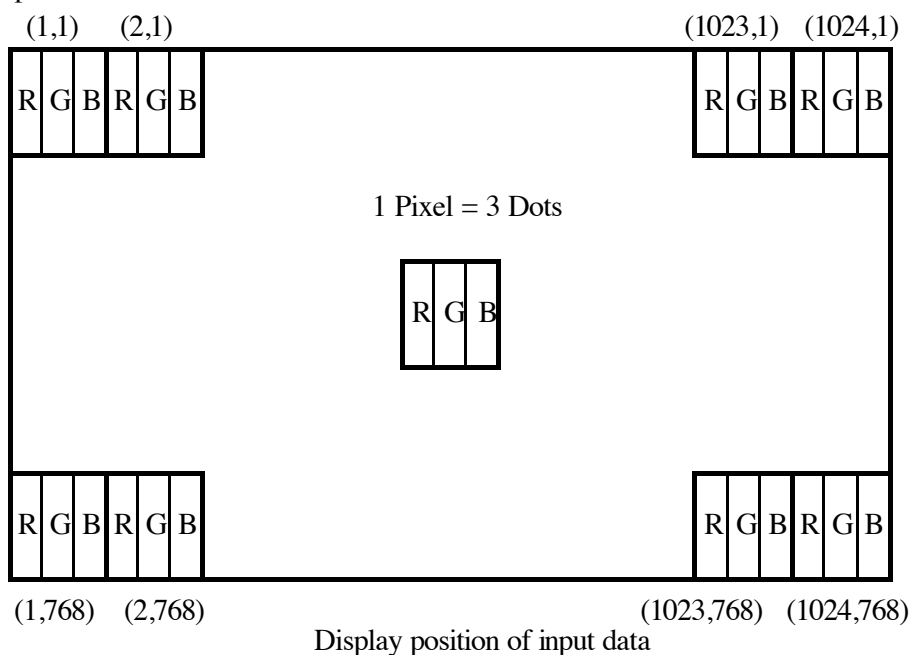 (1,1) (2,1) (1023,1) (1024,1)
R G B R G B R G B R G B
1 Pixel = 3 Dots
R G B
R G B R G B R G B R G B
(1,768) (2,768) (1023,768) (1024,768)
Display position of input data